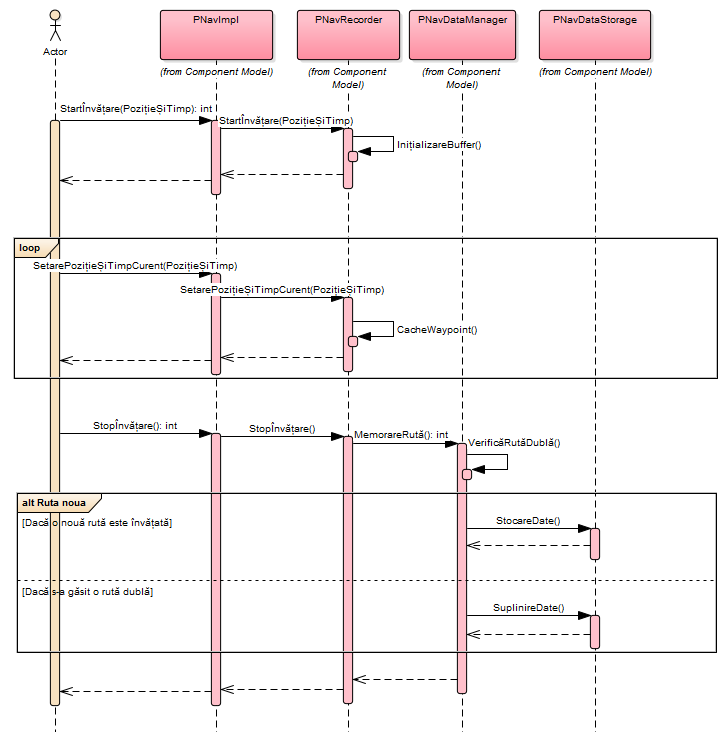 PNavImpl
PNavRecorder
PNavDataManager
PNavDataStorage
Actor
(from Component Model)
(from Component
Model)
(from Component
Model)
(from Component Model)
StartÎnvățare(PozițieȘiTimp): int
StartÎnvățare(PozițieȘiTimp)
InițializareBuffer()
loop
SetarePozițieȘiTimpCurent(PozițieȘiTimp)
SetarePozițieȘiTimpCurent(PozițieȘiTimp)
CacheWaypoint()
StopÎnvățare(): int
StopÎnvățare()
MemorareRută(): int
VerificăRutăDublă()
alt Ruta noua
[Dacă o nouă rută este învățată]
StocareDate()
[Dacă s-a găsit o rută dublă]
SuplinireDate()